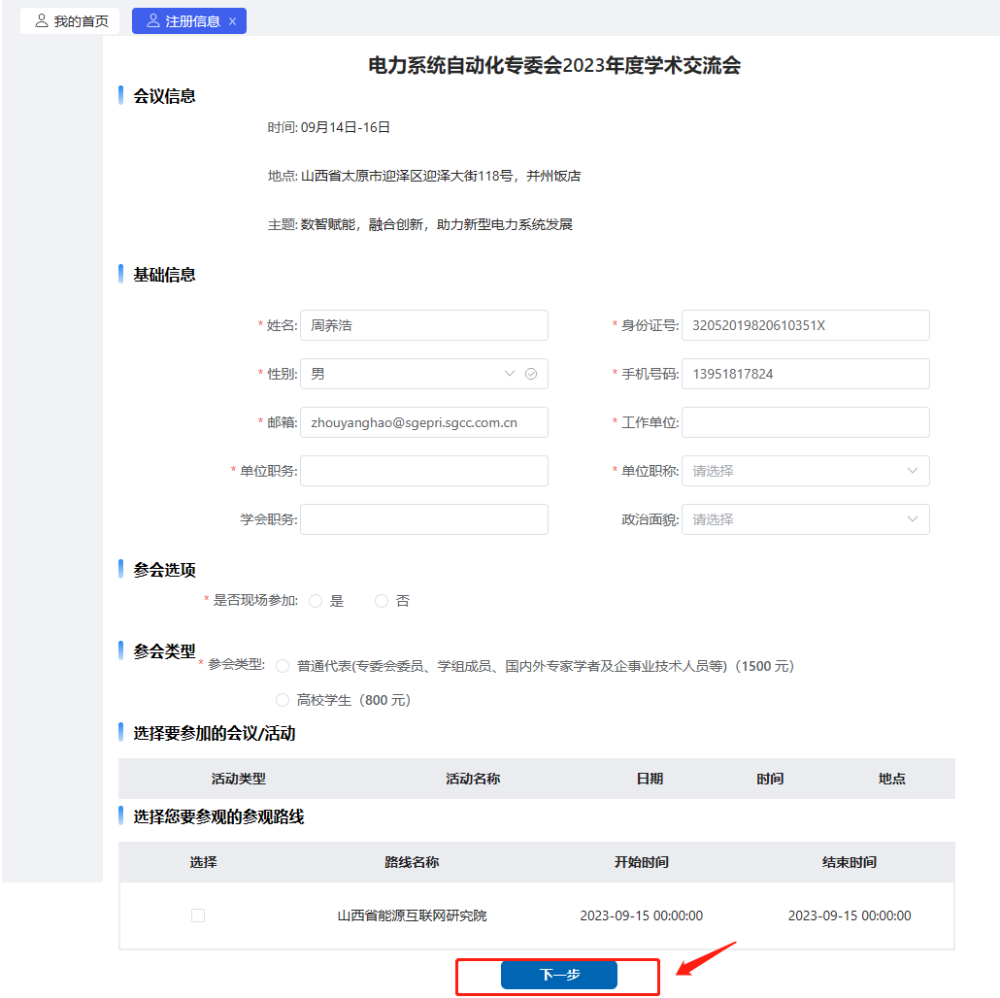 我的首页 注册信息 x
电力系统自动化专委会2023年度学术交流会
会议信息
时间: 09月14日-16日
地点: 山西省太原市迎泽区迎泽大街118号，并州饭店
主题: 数智赋能，融合创新，助力新型电力系统发展
基础信息
* 姓名: 周养浩 * 身份证号: 32052019820610351X
* 性别: 男 * 手机号码: 13951817824
* 邮箱: zhouyanghao@sgepri.sgcc.com.cn * 工作单位:
* 单位职务: * 单位职称: 请选择
学会职务: 政治面貌: 请选择
参会选项
* 是否现场参加: 是 否
参会类型
* 参会类型: 普通代表(专委会委员、学组成员、国内外专家学者及企事业技术人员等)（1500 元）
高校学生（800 元）
选择要参加的会议/活动
活动类型 活动名称 日期 时间 地点
选择您要参观的参观路线
选择 路线名称 开始时间 结束时间
山西省能源互联网研究院 2023-09-15 00:00:00 2023-09-15 00:00:00
下一步